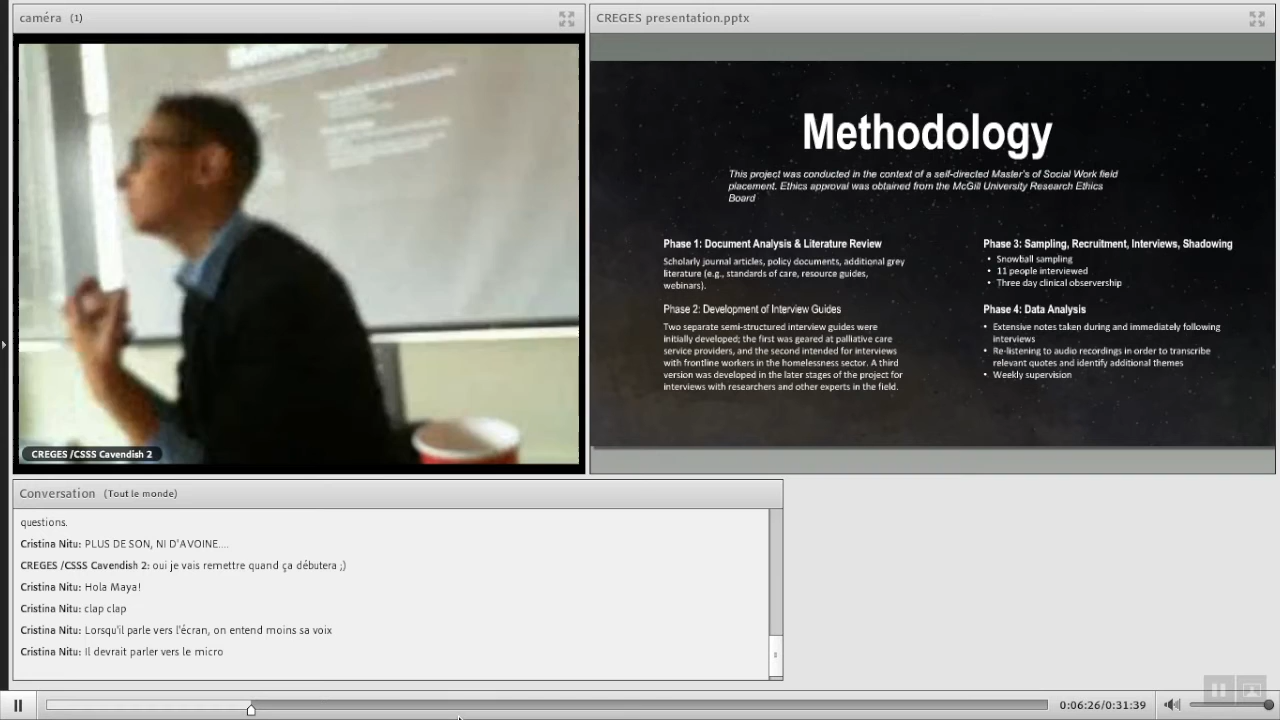 caméra (1)
CREGES /CSSS Cavendish 2
CREGES presentation.pptx
Methodology
This project was conducted in the context of a self-directed Master's of Social Work field
placement. Ethics approval was obtained from the McGill University Research Ethics
Board
Phase 1: Document Analysis & Literature Review
Scholarly journal articles, policy documents, additional grey
literature (e.g., standards of care, resource guides,
webinars).
Phase 2: Development of Interview Guides
Two separate semi-structured interview guides were
initially developed; the first was geared at palliative care
service providers, and the second intended for interviews
with frontline workers in the homelessness sector. A third
version was developed in the later stages of the project for
interviews with researchers and other experts in the field.
Phase 3: Sampling, Recruitment, Interviews, Shadowing
• Snowball sampling
• 11 people interviewed
• Three day clinical observership
Phase 4: Data Analysis
• Extensive notes taken during and immediately following
interviews
• Re-listening to audio recordings in order to transcribe
relevant quotes and identify additional themes
• Weekly supervision
Conversation (Tout le monde)
questions.
Cristina Nitu: PLUS DE SON, NI D'AVOINE....
CREGES /CSSS Cavendish 2: oui je vais remettre quand ça débutera ;)
Cristina Nitu: Hola Maya!
Cristina Nitu: clap clap
Cristina Nitu: Lorsqu'il parle vers l'écran, on entend moins sa voix
Cristina Nitu: Il devrait parler vers le micro
0:06:26/0:31:39